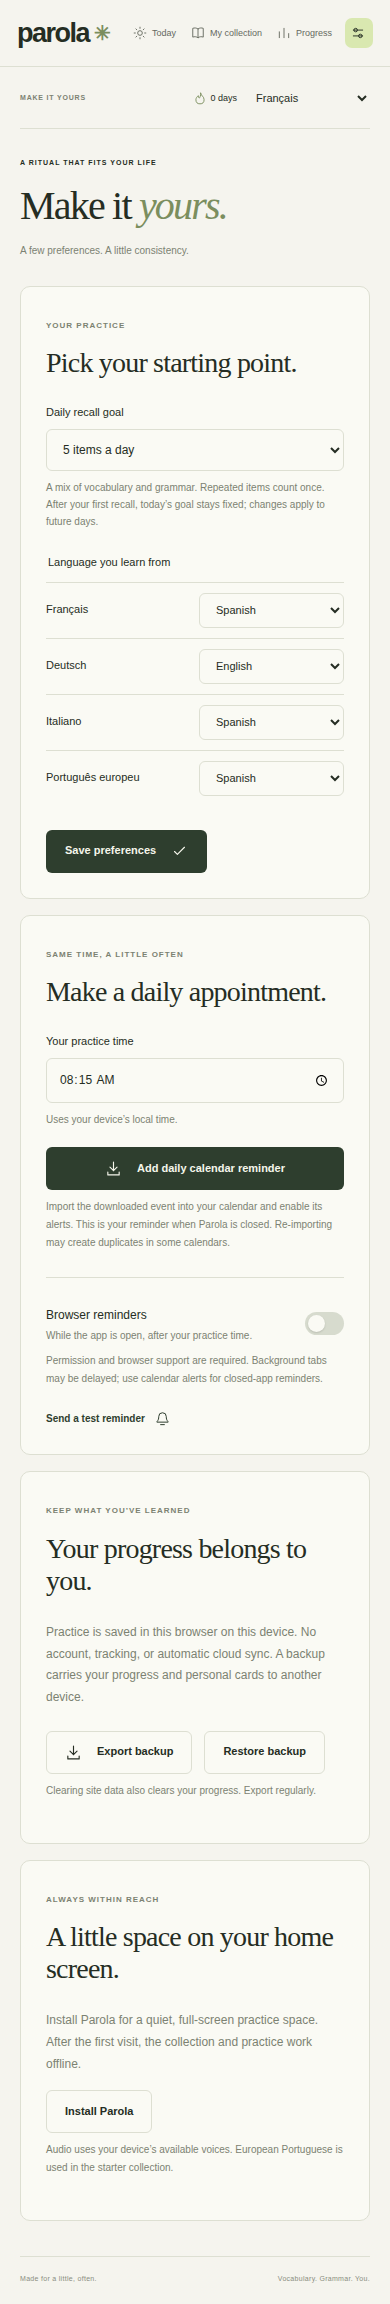 parola
Today
My collection
Progress
MAKE IT YOURS
0 days
Français
A RITUAL THAT FITS YOUR LIFE
Make it yours.
A few preferences. A little consistency.
YOUR PRACTICE
Pick your starting point.
Daily recall goal
5 items a day
A mix of vocabulary and grammar. Repeated items count once.
After your first recall, today's goal stays fixed; changes apply to
future days.
Language you learn from
Français
Spanish
Deutsch
English
Italiano
Spanish
Português europeu
Spanish
Save preferences
SAME TIME, A LITTLE OFTEN
Make a daily appointment.
Your practice time
08:15 AM
Uses your device's local time.
Add daily calendar reminder
Import the downloaded event into your calendar and enable its
alerts. This is your reminder when Parola is closed. Re-importing
may create duplicates in some calendars.
Browser reminders
While the app is open, after your practice time.
Permission and browser support are required. Background tabs
may be delayed; use calendar alerts for closed-app reminders.
Send a test reminder
KEEP WHAT YOU'VE LEARNED
Your progress belongs to
you.
Practice is saved in this browser on this device. No
account, tracking, or automatic cloud sync. A backup
carries your progress and personal cards to another
device.
Export backup
Restore backup
Clearing site data also clears your progress. Export regularly.
ALWAYS WITHIN REACH
A little space on your home
screen.
Install Parola for a quiet, full-screen practice space.
After the first visit, the collection and practice work
offline.
Install Parola
Audio uses your device's available voices. European Portuguese is
used in the starter collection.
Made for a little, often.
Vocabulary. Grammar. You.